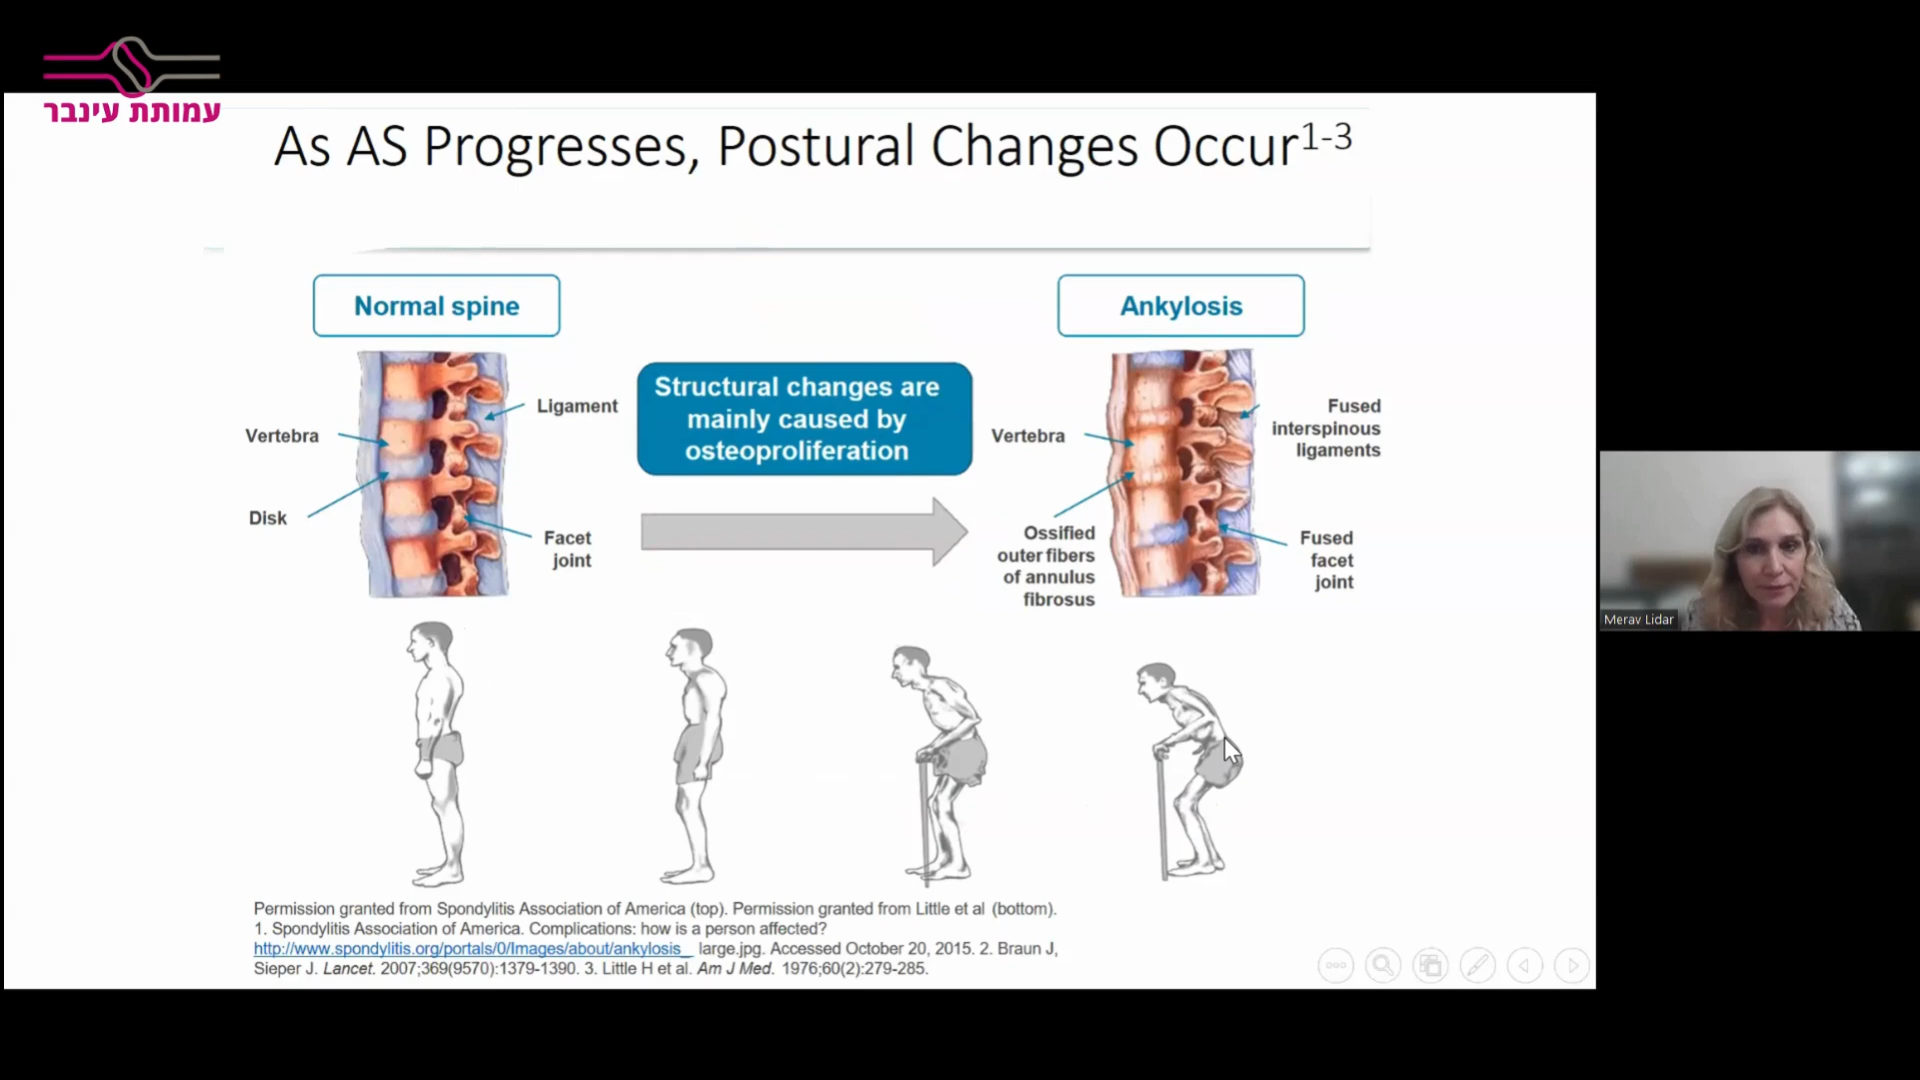 עמותת עינבר
As AS Progresses, Postural Changes Occur1-3
Normal spine
Ankylosis
Structural changes are
mainly caused by
osteoproliferation
Ligament
Vertebra
Disk
Facet
joint
Vertebra
Fused
interspinous
ligaments
Ossified
outer fibers
of annulus
fibrosus
Fused
facet
joint
Merav Lidar
Permission granted from Spondylitis Association of America (top). Permission granted from Little et al (bottom).
1. Spondylitis Association of America. Complications: how is a person affected?
http://www.spondylitis.org/portals/0/Images/about/ankylosis_ large.jpg. Accessed October 20, 2015. 2. Braun J,
Sieper J. Lancet. 2007;369(9570):1379-1390. 3. Little H et al. Am J Med. 1976;60(2):279-285.